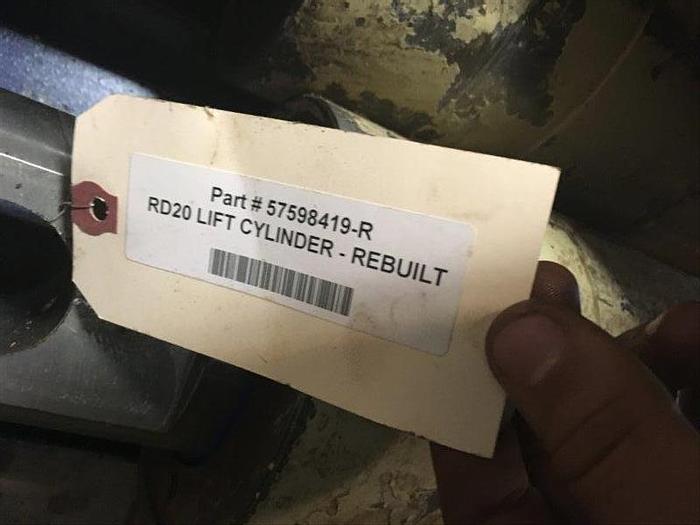 Part # 57598419-R
RD20 LIFT CYLINDER - REBUILT